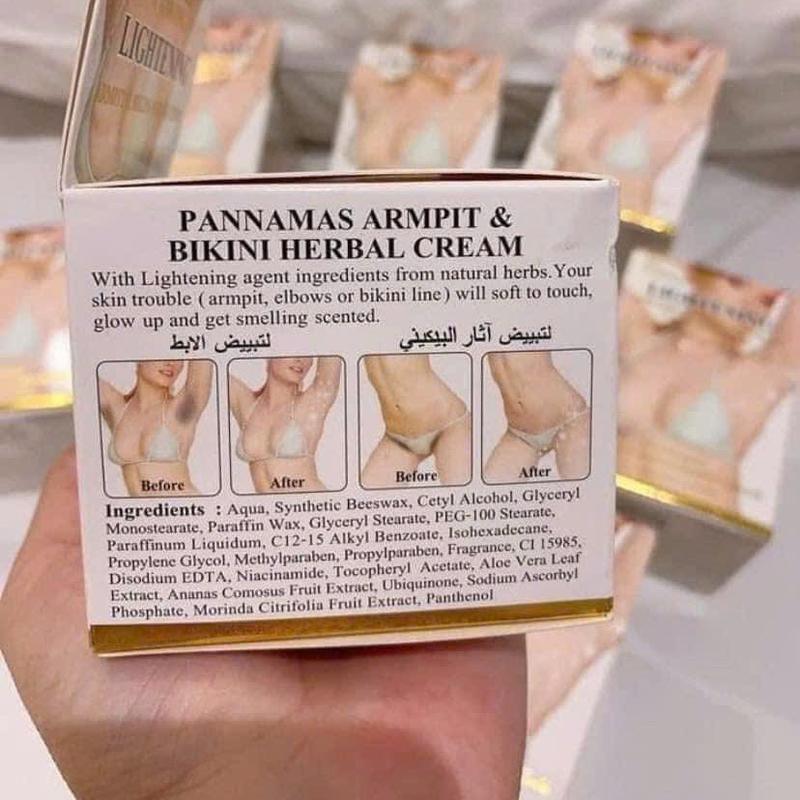 LIGHTENING
PANNAMAS ARMPIT &
BIKINI HERBAL CREAM
With Lightening agent ingredients from natural herbs.Your
skin trouble ( armpit, elbows or bikini line ) will soft to touch,
glow up and get smelling scented.
لتبييض الابط
لتبييض آثار البيكيني
Before
After
Before
After
Ingredients : Aqua, Synthetic Beeswax, Cetyl Alcohol, Glyceryl
Monostearate, Paraffin Wax, Glyceryl Stearate, PEG-100 Stearate,
Paraffinum Liquidum, C12-15 Alkyl Benzoate, Isohexadecane,
Propylene Glycol, Methylparaben, Propylparaben, Fragrance, CI 15985,
Disodium EDTA, Niacinamide, Tocopheryl Acetate, Aloe Vera Leaf
Extract, Ananas Comosus Fruit Extract, Ubiquinone, Sodium Ascorbyl
Phosphate, Morinda Citrifolia Fruit Extract, Panthenol